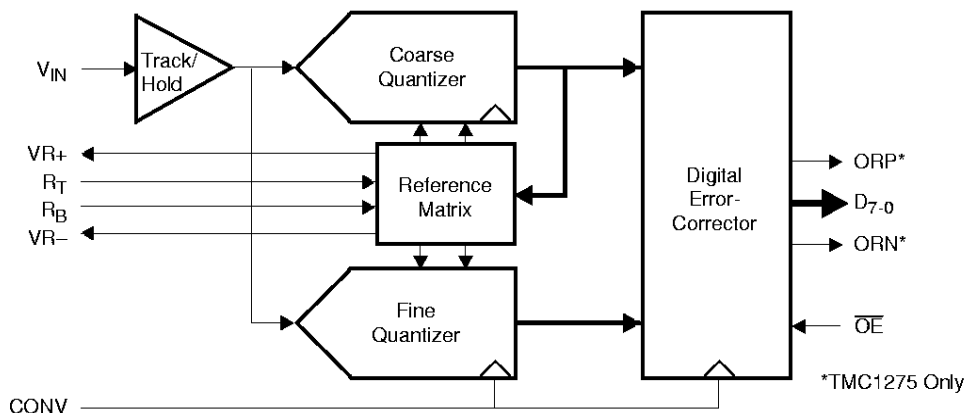 V_IN
Track/
Hold
Coarse
Quantizer
VR+
R_T
R_B
VR−
Reference
Matrix
Digital
Error-
Corrector
ORP*
D_7-0
ORN*
Fine
Quantizer
OE
*TMC1275 Only
CONV